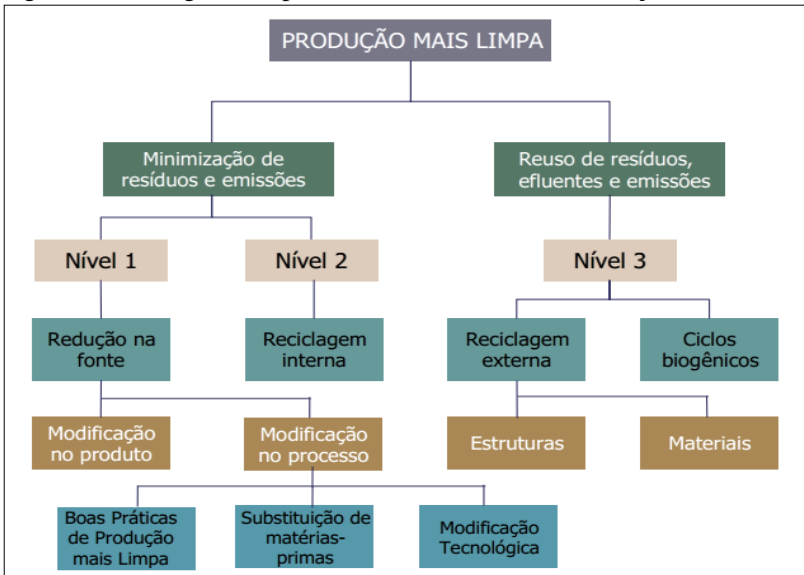 PRODUÇÃO MAIS LIMPA
Minimização de
resíduos e emissões
Reuso de resíduos,
efluentes e emissões
Nível 1
Nível 2
Nível 3
Redução na
fonte
Reciclagem
interna
Reciclagem
externa
Ciclos
biogênicos
Modificação
no produto
Modificação
no processo
Estruturas
Materiais
Boas Práticas
de Produção
mais Limpa
Substituição de
matérias-
primas
Modificação
Tecnológica